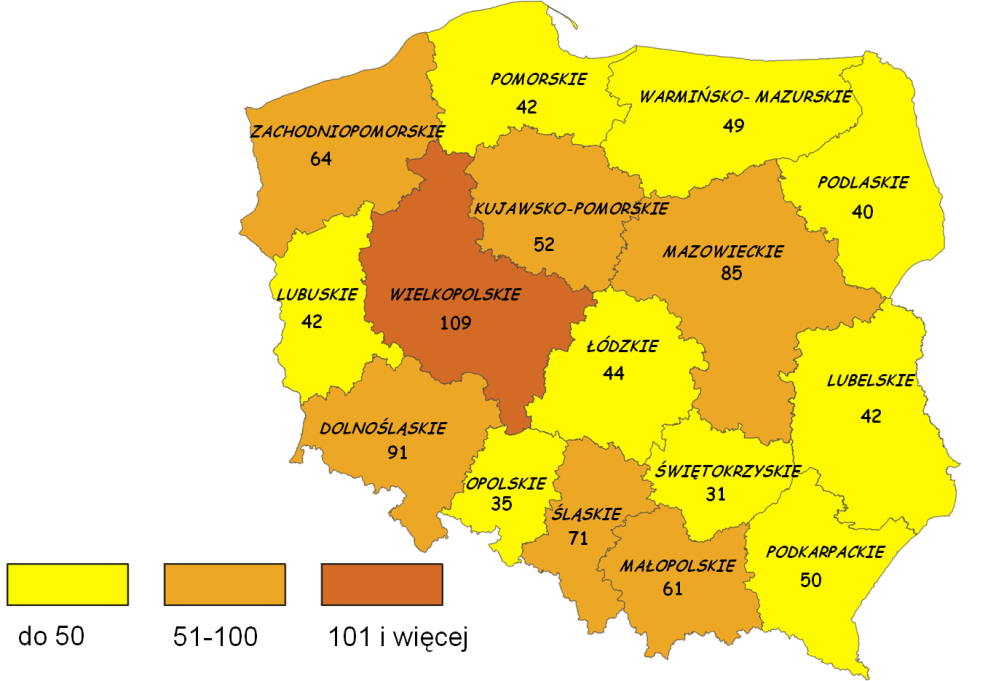 POMORSKIE
42
WARMIŃSKO- MAZURSKIE
49
ZACHODNIOPOMORSKIE
64
PODLASKIE
40
KUJAWSKO-POMORSKIE
52
MAZOWIECKIE
85
LUBUSKIE
42
WIELKOPOLSKIE
109
ŁÓDZKIE
44
LUBELSKIE
42
DOLNOŚLĄSKIE
91
OPOLSKIE
35
ŚWIĘTOKRZYSKIE
31
ŚLĄSKIE
71
MAŁOPOLSKIE
61
PODKARPACKIE
50
do 50
51-100
101 i więcej